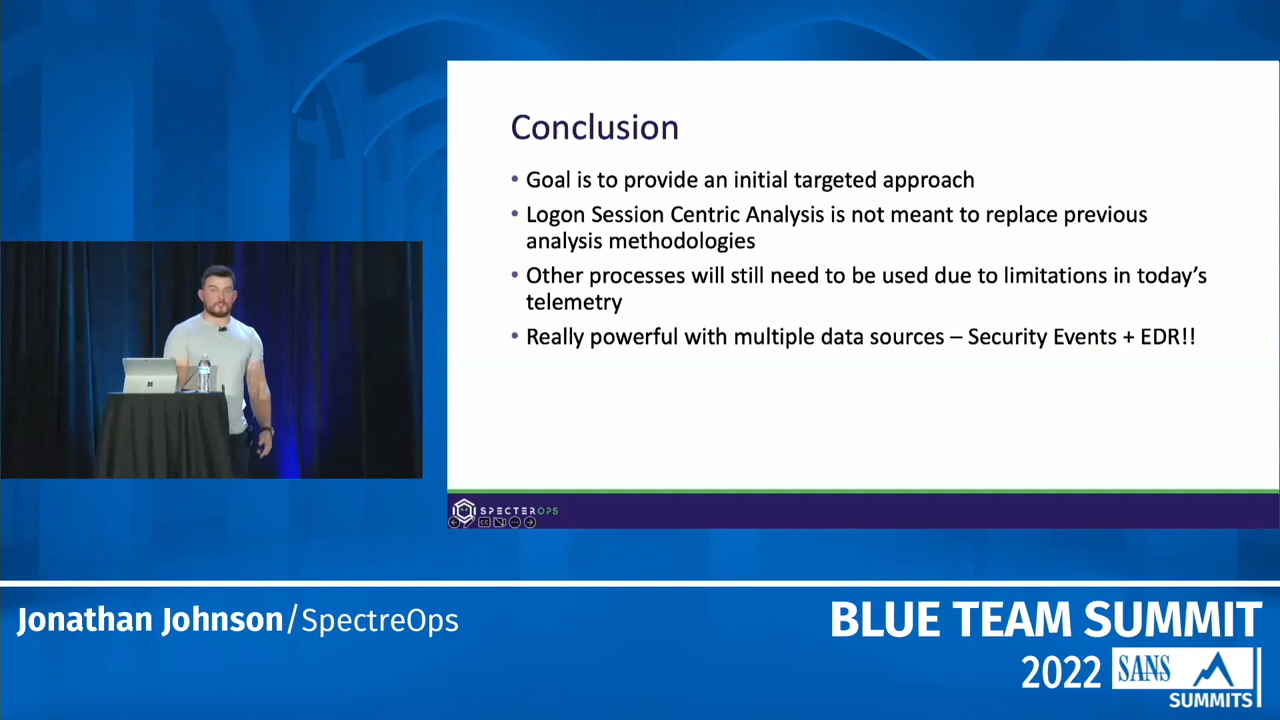 Conclusion
• Goal is to provide an initial targeted approach
• Logon Session Centric Analysis is not meant to replace previous
analysis methodologies
• Other processes will still need to be used due to limitations in today’s
telemetry
• Really powerful with multiple data sources – Security Events + EDR!!
SPECTEROPS
CC
Jonathan Johnson/SpectreOps
BLUE TEAM SUMMIT
2022 SANS
SUMMITS